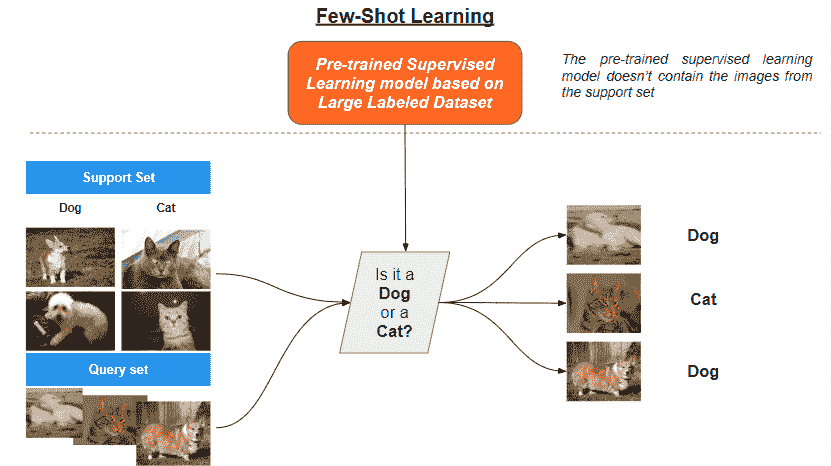 Few-Shot Learning
Pre-trained Supervised
Learning model based on
Large Labeled Dataset
The pre-trained supervised learning
model doesn't contain the images from
the support set
Support Set
Dog Cat
Is it a
Dog
or a
Cat?
Dog
Cat
Dog
Query set